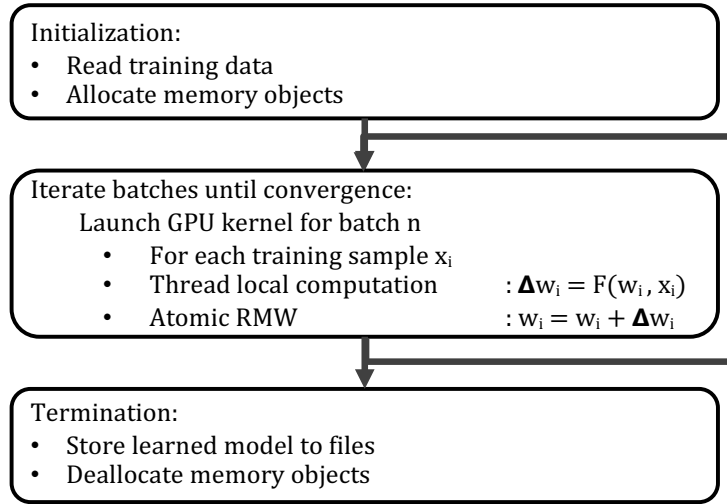 Initialization:
• Read training data
• Allocate memory objects
Iterate batches until convergence:
Launch GPU kernel for batch n
• For each training sample xᵢ
• Thread local computation : Δwᵢ = F(wᵢ , xᵢ)
• Atomic RMW : wᵢ = wᵢ + Δwᵢ
Termination:
• Store learned model to files
• Deallocate memory objects